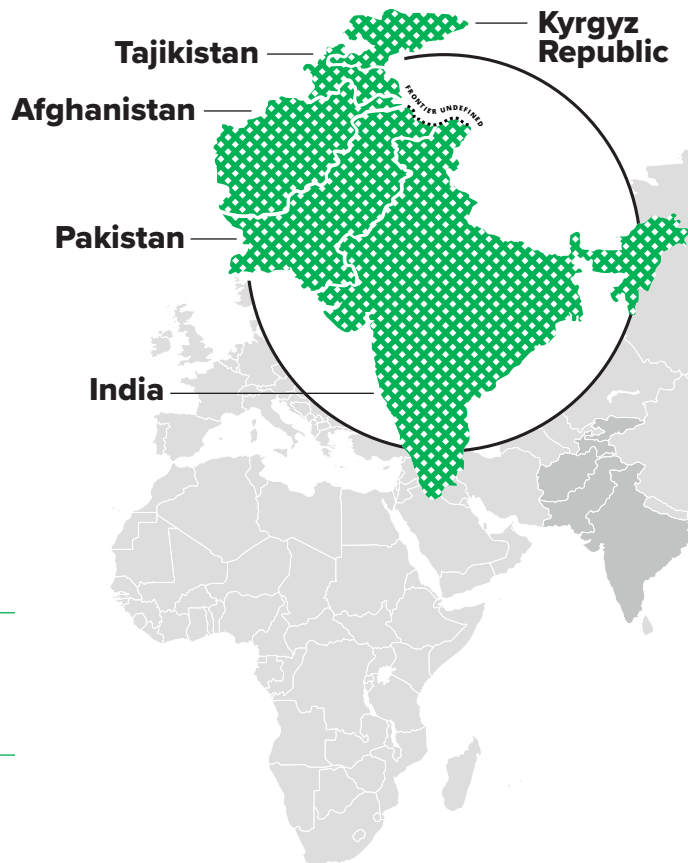 Kyrgyz
Republic
Tajikistan
Afghanistan
FRONTIER UNDEFINED
Pakistan
India